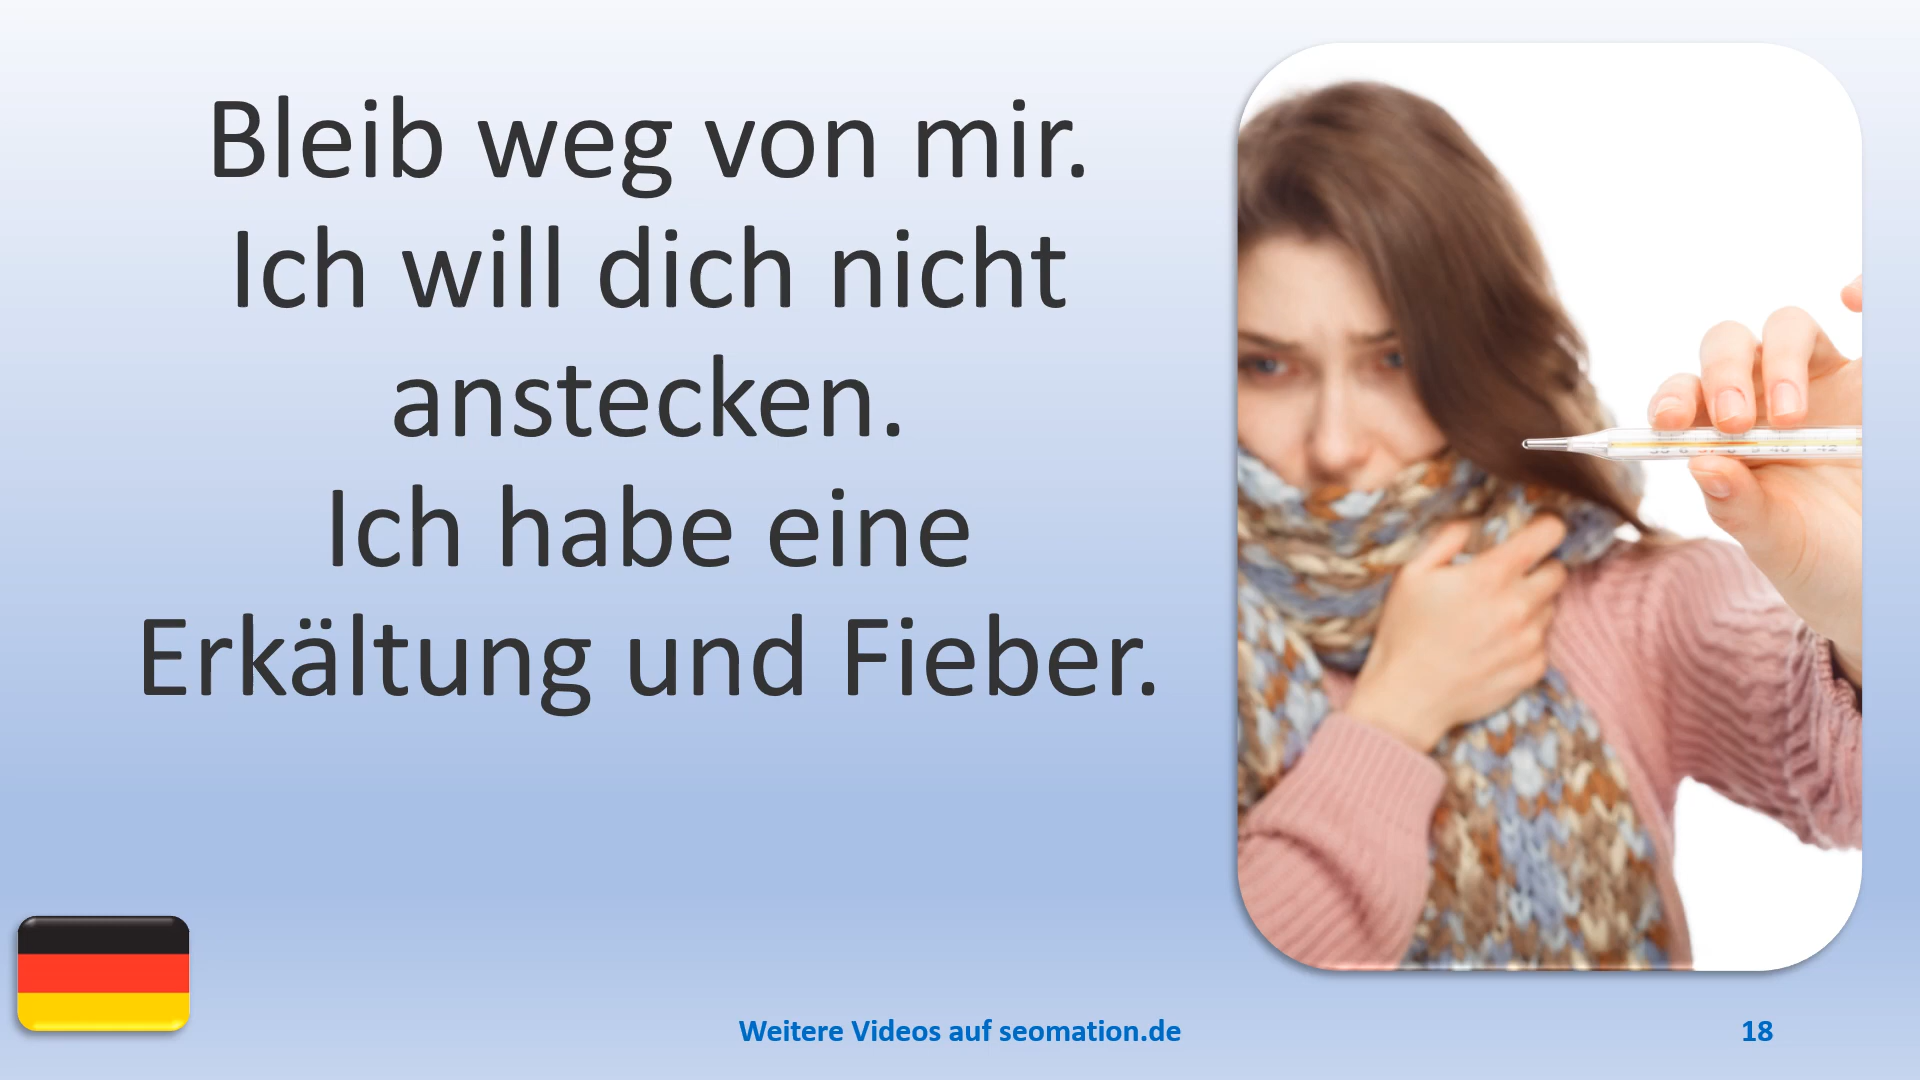 Bleib weg von mir.
Ich will dich nicht
anstecken.
Ich habe eine
Erkältung und Fieber.
Weitere Videos auf seomation.de
18